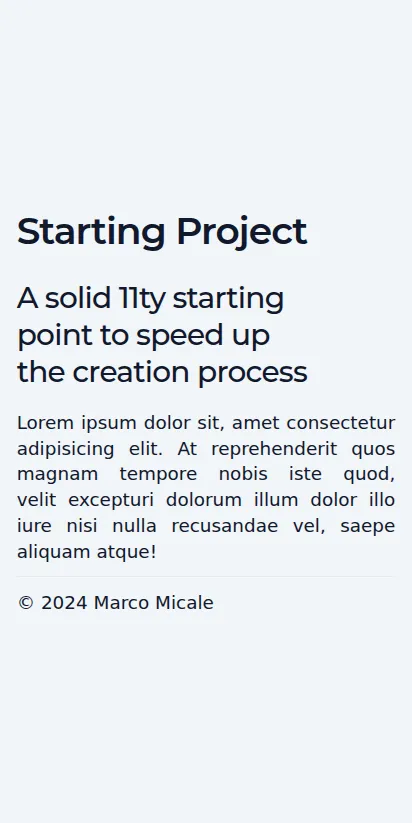 Starting Project
A solid 11ty starting
point to speed up
the creation process
Lorem ipsum dolor sit, amet consectetur
adipisicing elit. At reprehenderit quos
magnam tempore nobis iste quod,
velit excepturi dolorum illum dolor illo
iure nisi nulla recusandae vel, saepe
aliquam atque!
© 2024 Marco Micale